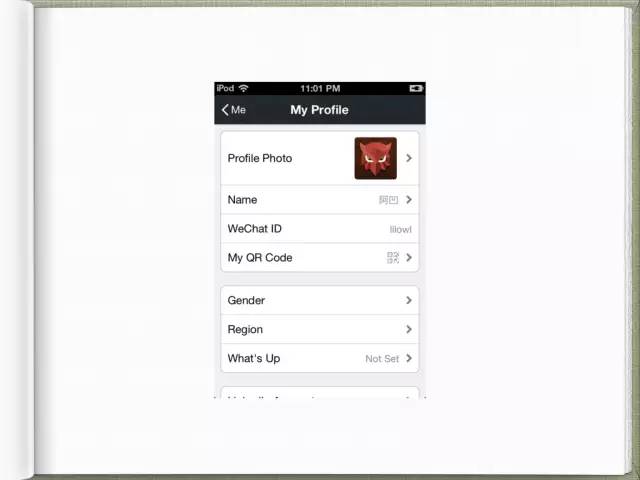 iPod 11:01 PM
Me My Profile
Profile Photo
Name 阿凹
WeChat ID lilowl
My QR Code
Gender
Region
What's Up Not Set